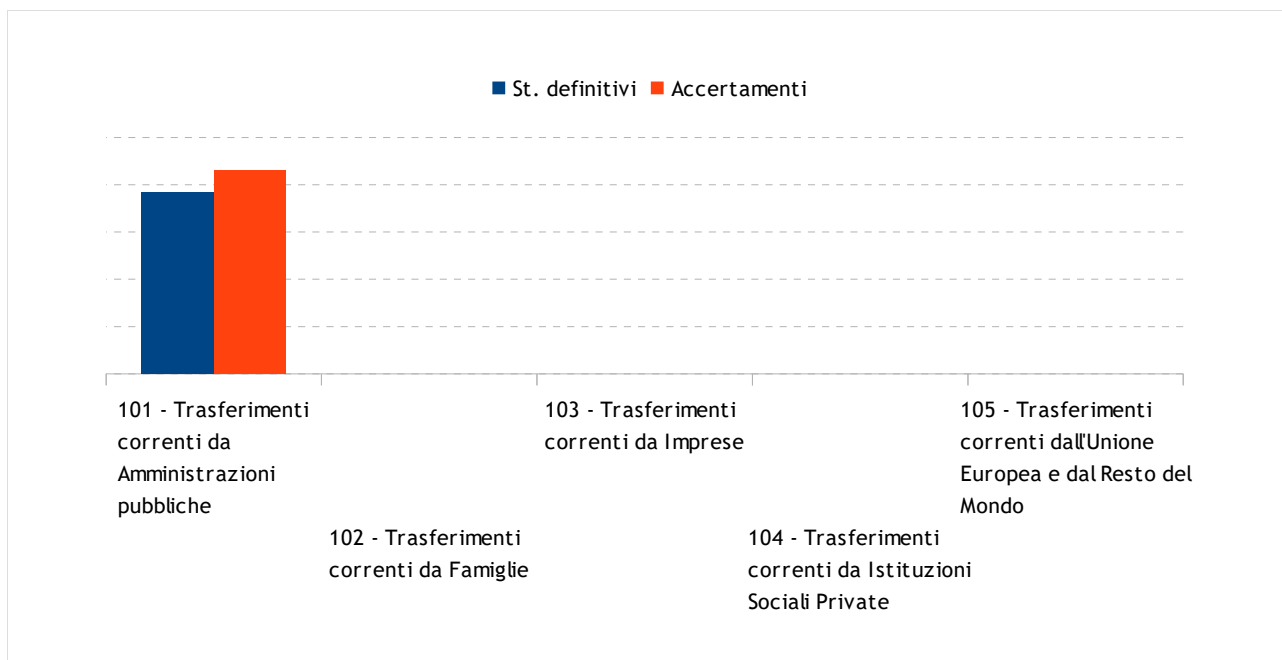 St. definitivi
Accertamenti
101 - Trasferimenti
correnti da
Amministrazioni
pubbliche
102 - Trasferimenti
correnti da Famiglie
103 - Trasferimenti
correnti da Imprese
104 - Trasferimenti
correnti da Istituzioni
Sociali Private
105 - Trasferimenti
correnti dall'Unione
Europea e dal Resto del
Mondo